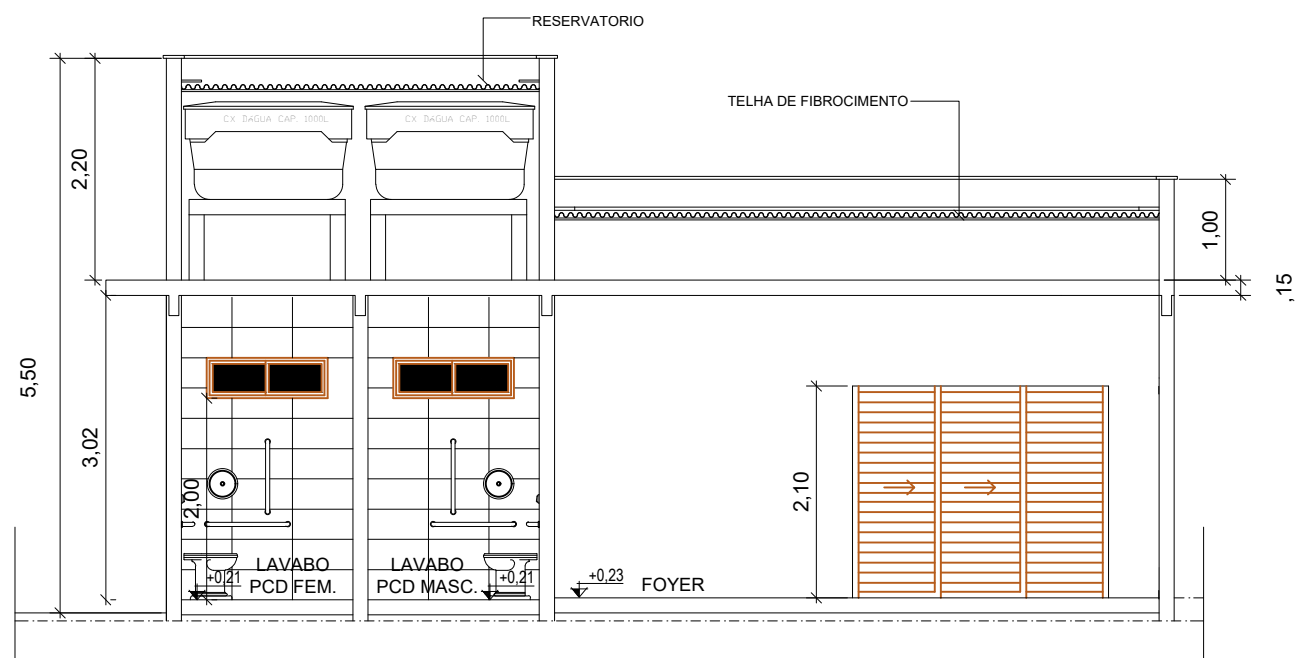 RESERVATORIO
TELHA DE FIBROCIMENTO
CX DAGUA CAP. 1000L
CX DAGUA CAP. 1000L
2,20
1,00
,15
5,50
3,02
2,00
2,10
LAVABO
PCD FEM.
LAVABO
PCD MASC.
+0,21
+0,21
+0,23
FOYER